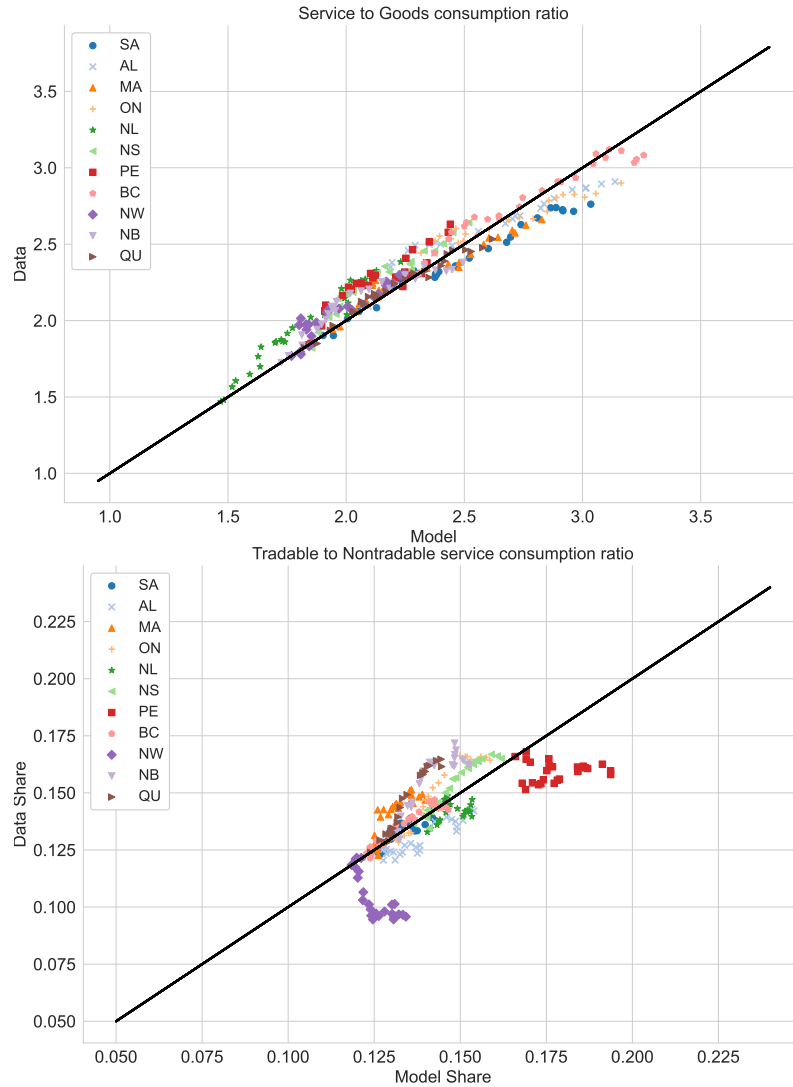 Service to Goods consumption ratio
SA
AL
MA
ON
NL
NS
PE
BC
NW
NB
QU
Data
3.5
3.0
2.5
2.0
1.5
1.0
1.0 1.5 2.0 2.5 3.0 3.5
Model
Tradable to Nontradable service consumption ratio
SA
AL
MA
ON
NL
NS
PE
BC
NW
NB
QU
Data Share
0.225
0.200
0.175
0.150
0.125
0.100
0.075
0.050
0.050 0.075 0.100 0.125 0.150 0.175 0.200 0.225
Model Share